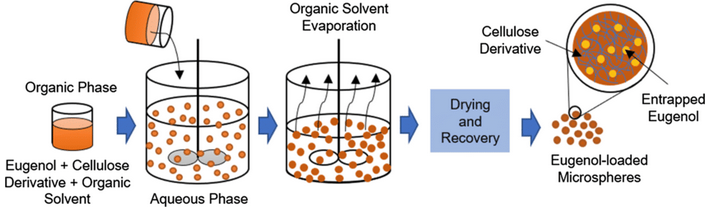 Organic Phase
Eugenol + Cellulose
Derivative + Organic
Solvent
Aqueous Phase
Organic Solvent
Evaporation
Drying
and
Recovery
Cellulose
Derivative
Entrapped
Eugenol
Eugenol-loaded
Microspheres